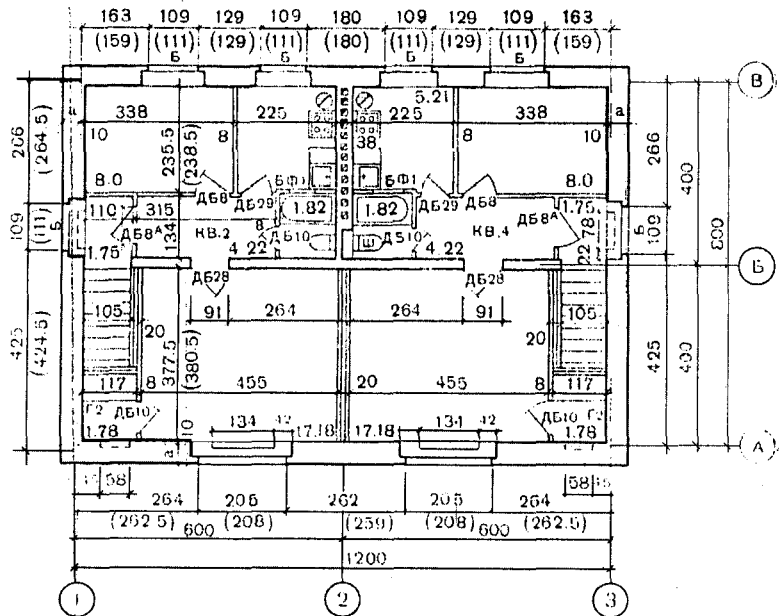 163 109 129 109 180 109 129 109 163
(159) (111) (129) (111) (180) (111) (129) (111) (159)
Б Б Б Б
В
5.21
338 225 225 338
а
10 8 38 8 10
266 (264.5) 235.5 (238.5) 266 400 800
8.0 БФ1 БФ1 8.0
ДБ8 ДБ29 ДБ29 ДБ8
110 315 1.82 1.82 1.75
ДБ8А 8 ДБ8А
109 (111) Б 134 КВ.2 ДБ10 ДБ10 КВ.4 78 Б 109
1.75 4.22 Ш 4.22 22
Б
ДБ28 ДБ28
105 91 264 264 91 105
20 20
425 (424.5) 377.5 (380.5) 425 400
117 8 455 20 455 8 117
Г2 ДБ10 134 42 134 42 ДБ10 Г2
1.78 10 17.18 17.18 1.78
а
А
58 58
264 205 262 205 264
(262.5) (208) (259) (208) (262.5)
600 600
1200
1 2 3